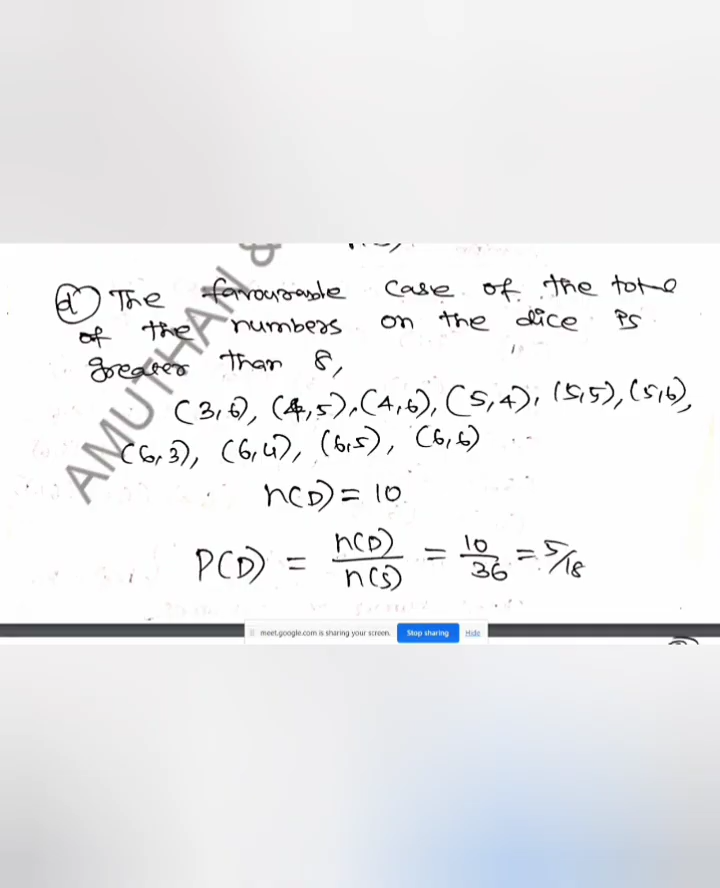 (d) The favourable case of the total
of the numbers on the dice is
greater than 8,
(3,6), (4,5), (4,6), (5,4), (5,5), (5,6),
(6,3), (6,4), (6,5), (6,6)
n(D) = 10
P(D) = n(D)/n(S) = 10/36 = 5/18
AMUTHAN &
meet.google.com is sharing your screen. Stop sharing Hide